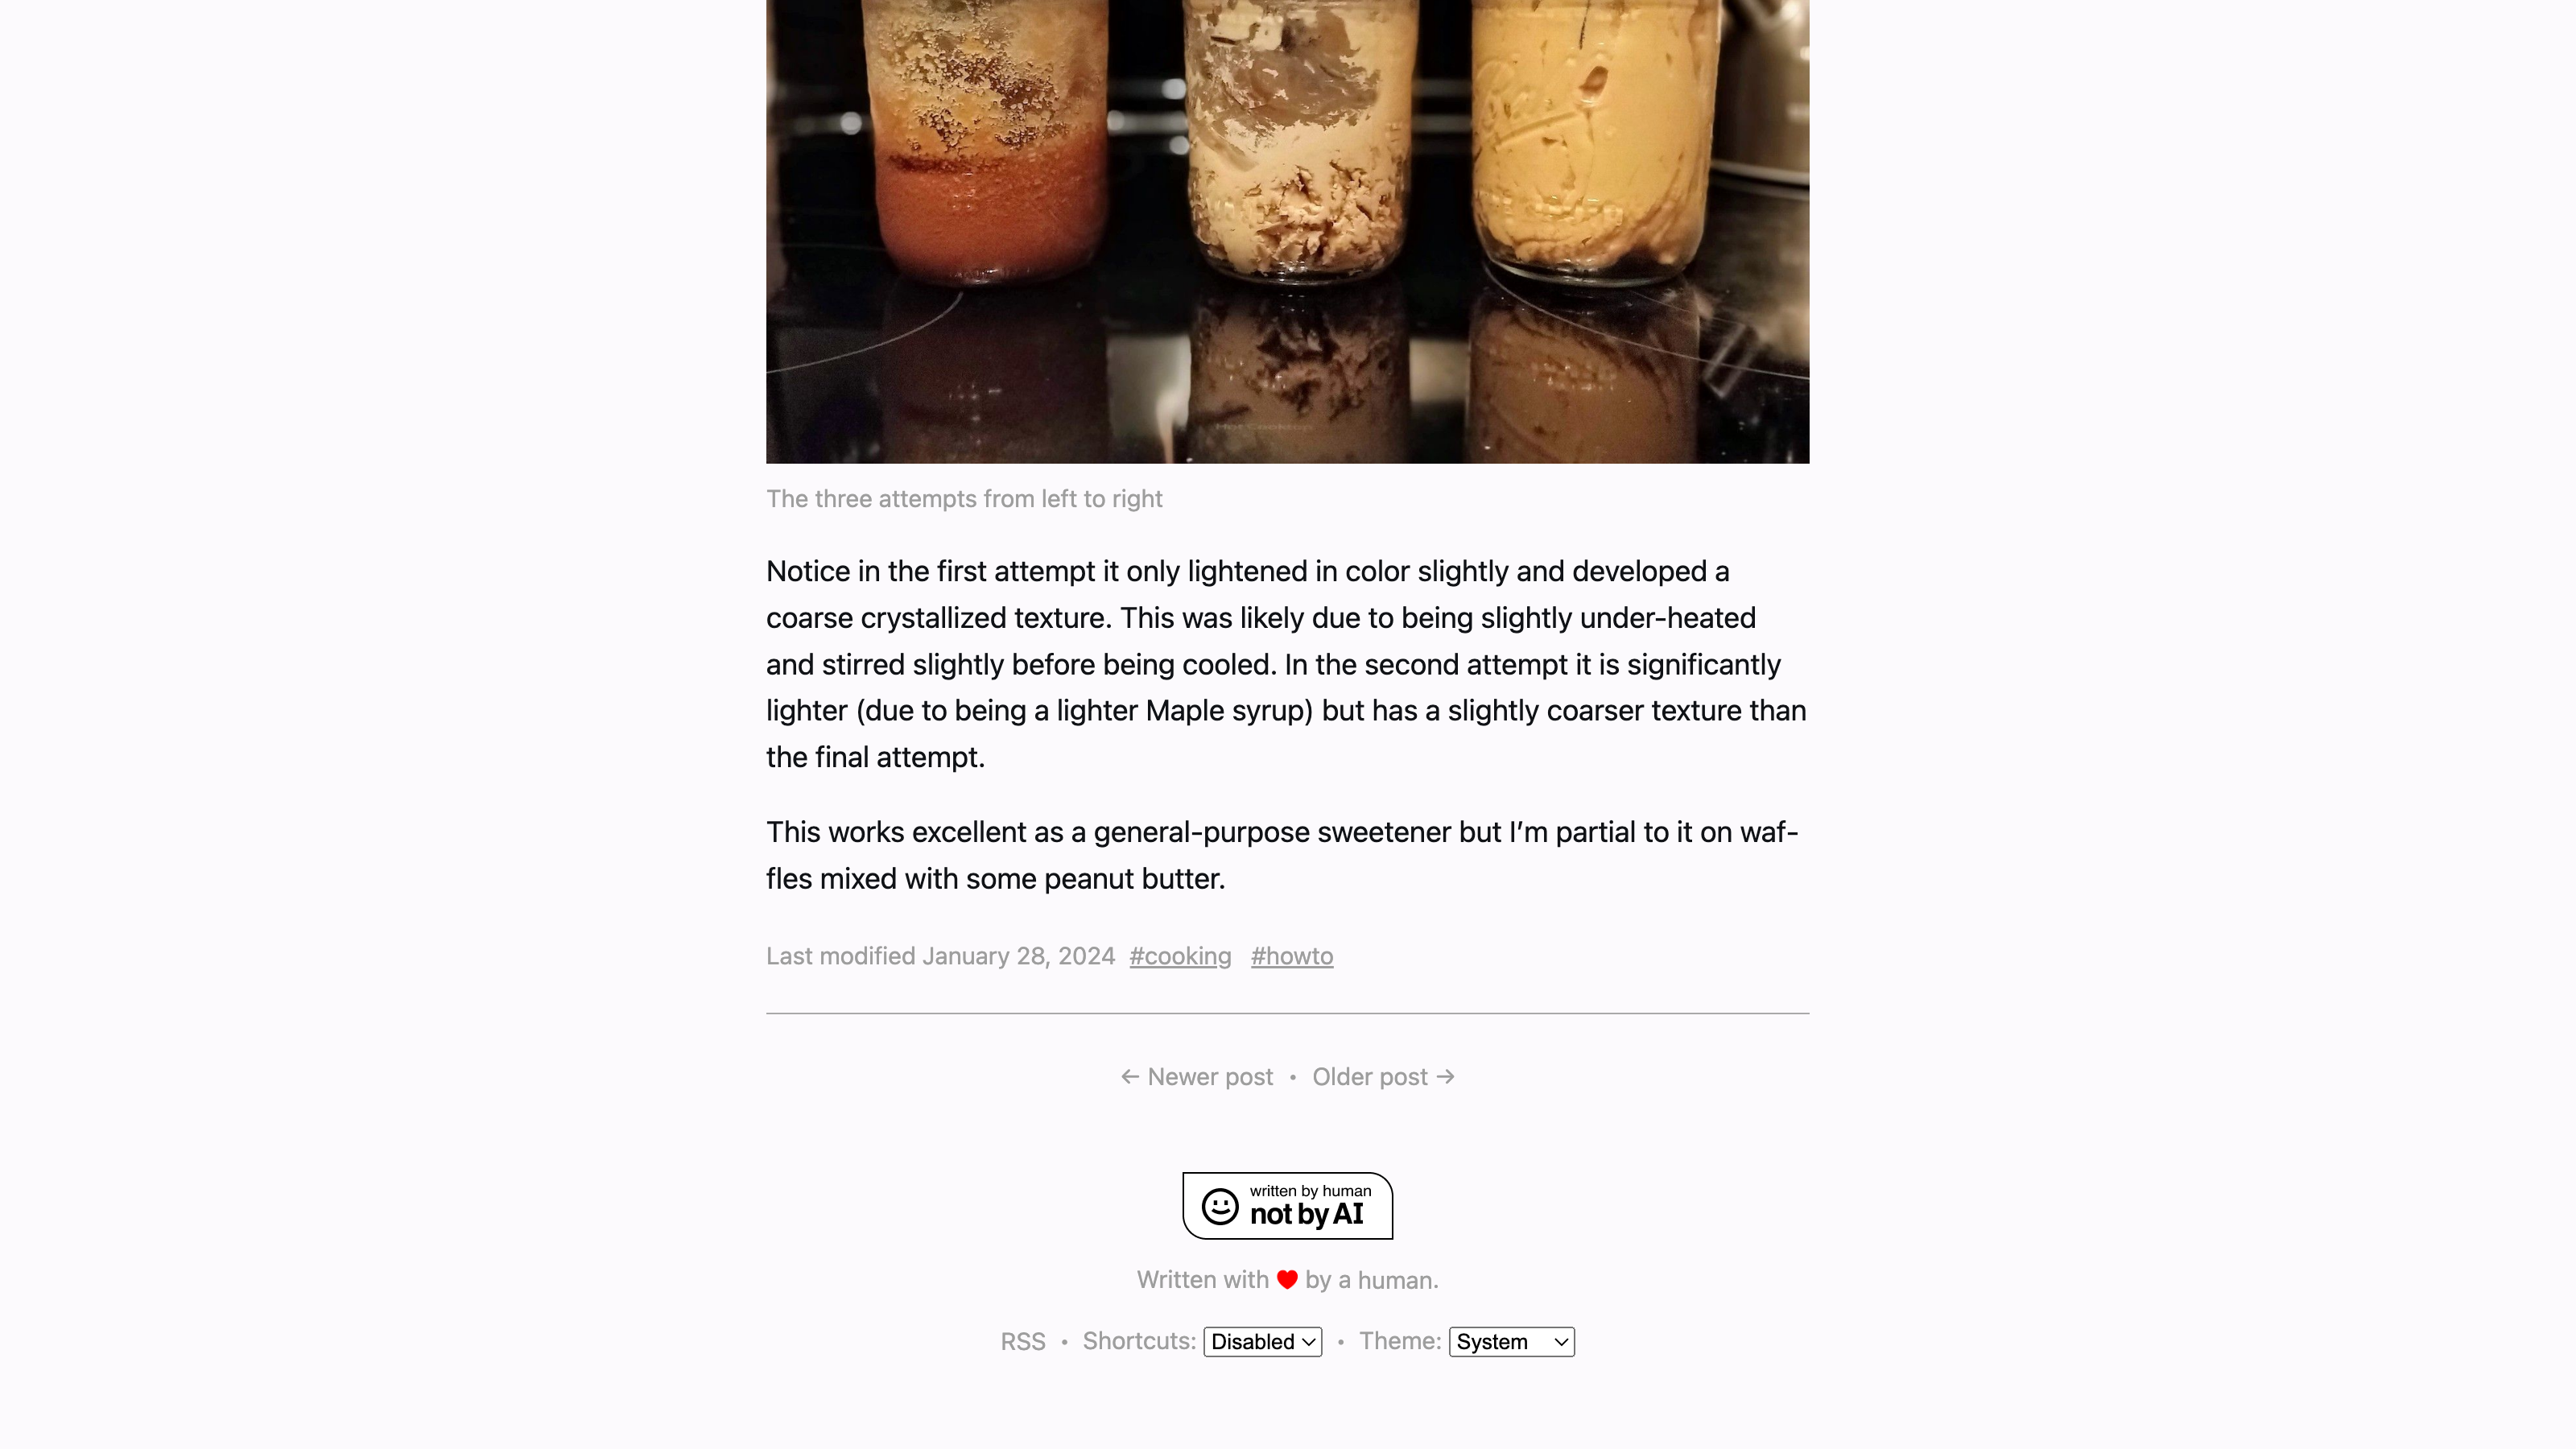 The three attempts from left to right
Notice in the first attempt it only lightened in color slightly and developed a
coarse crystallized texture. This was likely due to being slightly under-heated
and stirred slightly before being cooled. In the second attempt it is significantly
lighter (due to being a lighter Maple syrup) but has a slightly coarser texture than
the final attempt.
This works excellent as a general-purpose sweetener but I’m partial to it on waf-
fles mixed with some peanut butter.
Last modified January 28, 2024 #cooking #howto
← Newer post • Older post →
written by human
not by AI
Written with ❤ by a human.
RSS • Shortcuts: Disabled • Theme: System